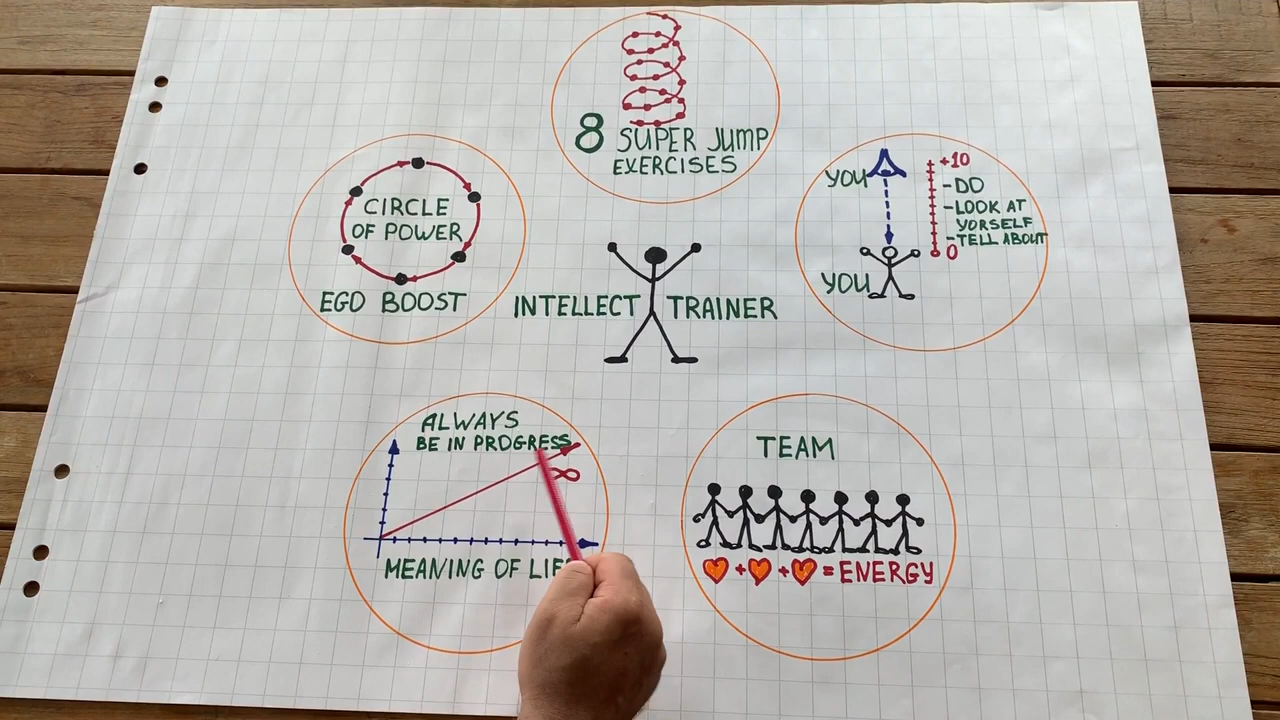 8 SUPER JUMP
EXERCISES
CIRCLE
OF POWER
EGO BOOST
YOU
YOU
+10
-DO
-LOOK AT
YORSELF
-TELL ABOUT
0
INTELLECT TRAINER
ALWAYS
BE IN PROGRESS
∞
MEANING OF LIFE
TEAM
+ + = ENERGY